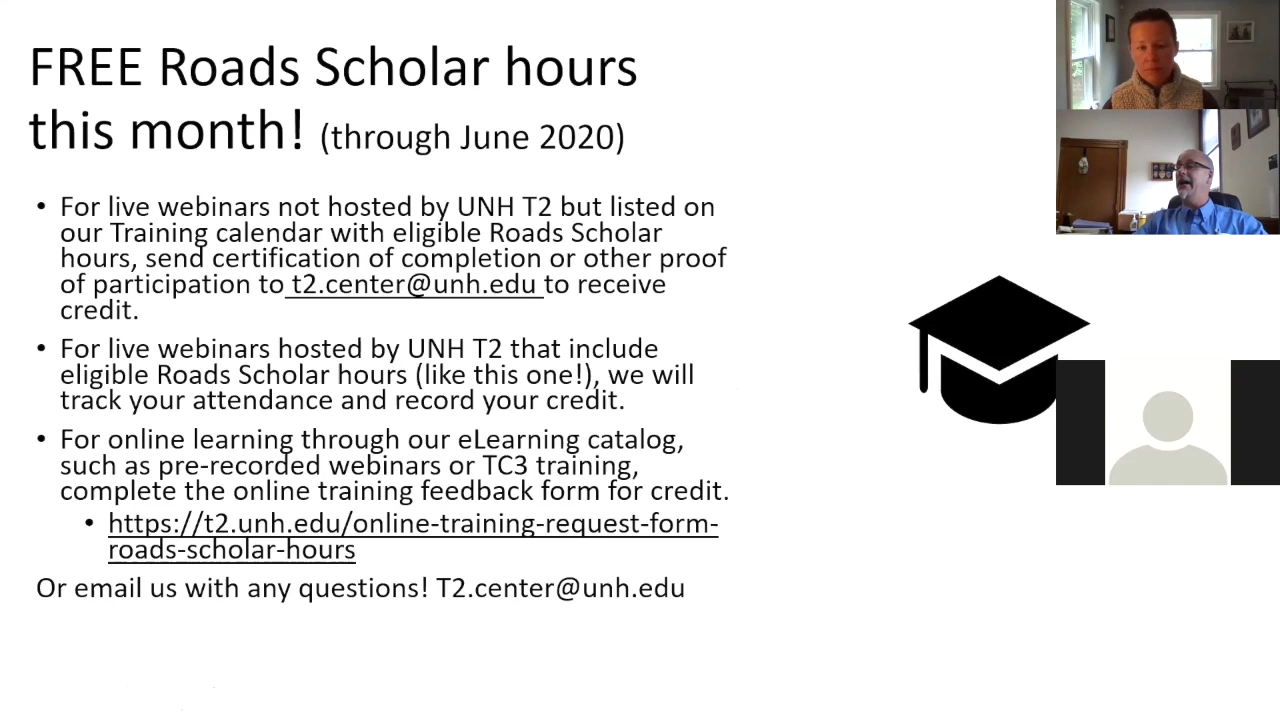 FREE Roads Scholar hours
this month! (through June 2020)
• For live webinars not hosted by UNH T2 but listed on
our Training calendar with eligible Roads Scholar
hours, send certification of completion or other proof
of participation to t2.center@unh.edu to receive
credit.
• For live webinars hosted by UNH T2 that include
eligible Roads Scholar hours (like this one!), we will
track your attendance and record your credit.
• For online learning through our eLearning catalog,
such as pre-recorded webinars or TC3 training,
complete the online training feedback form for credit.
• https://t2.unh.edu/online-training-request-form-
roads-scholar-hours
Or email us with any questions! T2.center@unh.edu